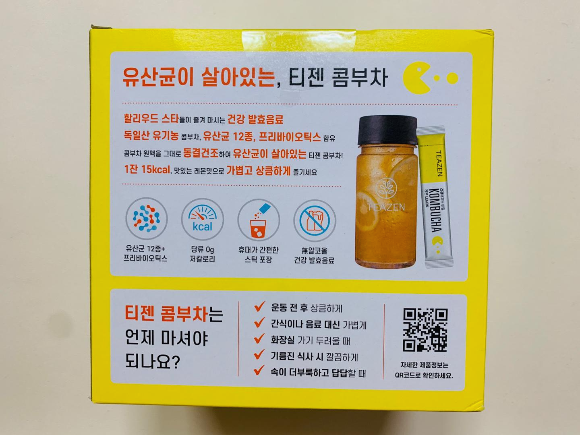 유산균이 살아있는, 티젠 콤부차
할리우드 스타들이 즐겨 마시는 건강 발효음료
독일산 유기농 콤부차, 유산균 12종, 프리바이오틱스 함유
콤부차 원액을 그대로 동결건조하여 유산균이 살아있는 티젠 콤부차!
1잔 15kcal, 맛있는 레몬맛으로 가볍고 상큼하게 즐기세요
kcal
유산균 12종+
프리바이오틱스
당류 0g
저칼로리
휴대가 간편한
스틱 포장
無알코올
건강 발효음료
TEAZEN
TEAZEN
KOMBUCHA
티젠 콤부차는
언제 마셔야
되나요?
운동 전 후 상큼하게
간식이나 음료 대신 가볍게
화장실 가기 두려울 때
기름진 식사 시 깔끔하게
속이 더부룩하고 답답할 때
자세한 제품정보는
QR코드로 확인하세요.